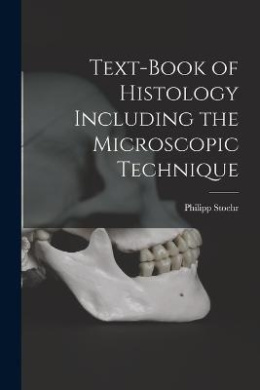 Text-Book of
Histology
Including the
Microscopic
Technique
Philipp Stoehr